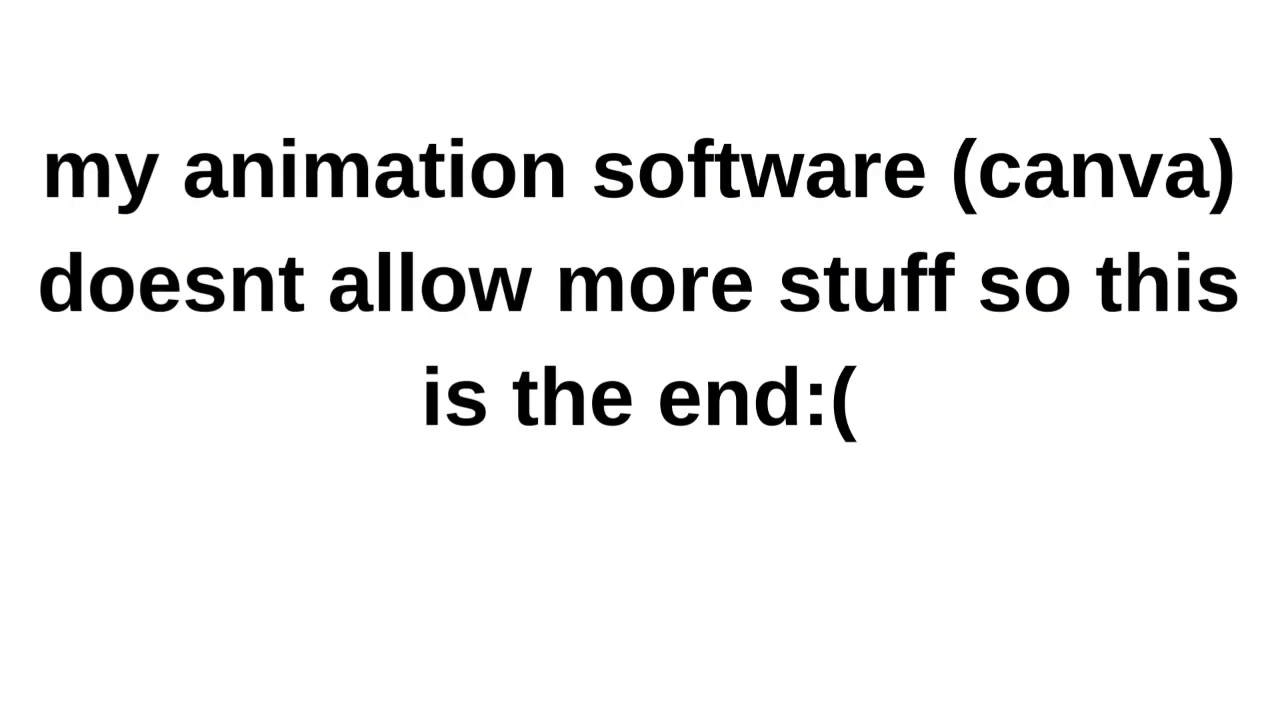 my animation software (canva)
doesnt allow more stuff so this
is the end:(